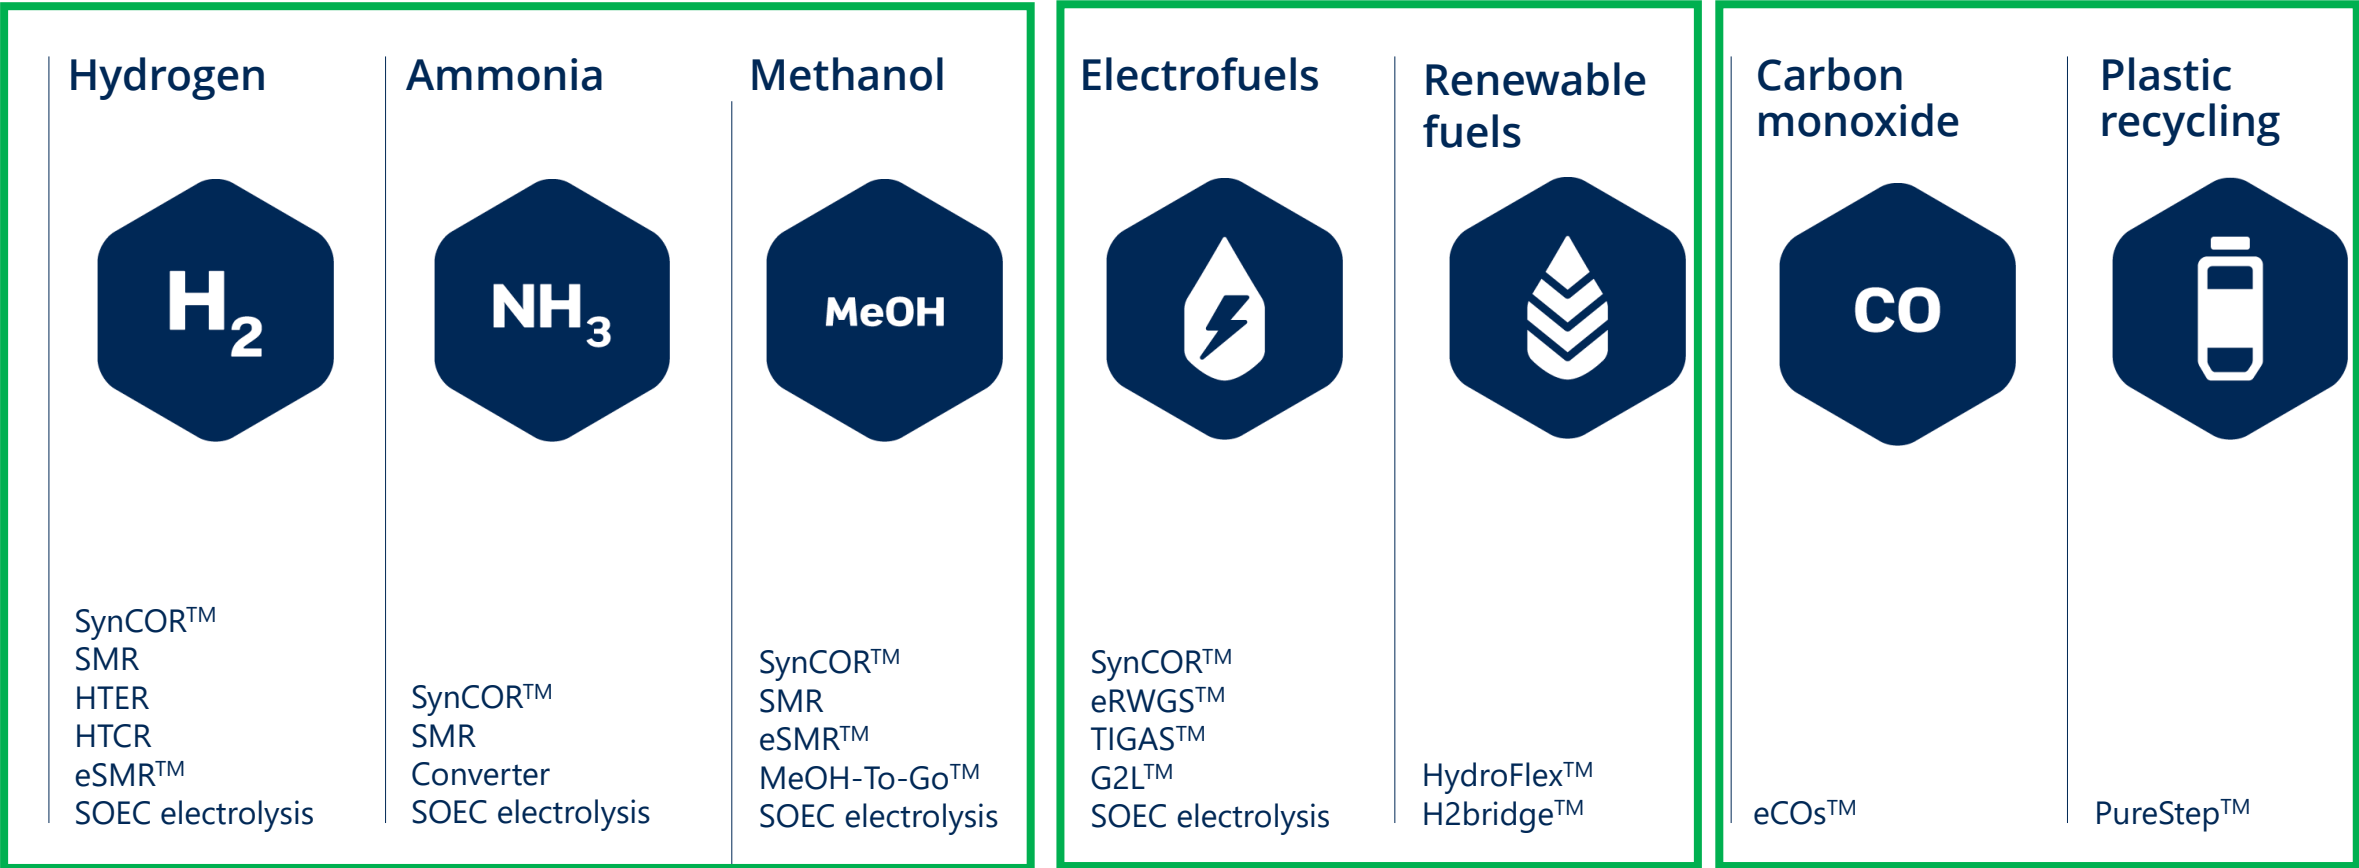 Hydrogen
H2
SynCOR™
SMR
HTER
HTCR
eSMR™
SOEC electrolysis
Ammonia
NH3
SynCOR™
SMR
Converter
SOEC electrolysis
Methanol
MeOH
SynCOR™
SMR
eSMR™
MeOH-To-Go™
SOEC electrolysis
Electrofuels
SynCOR™
eRWGS™
TIGAS™
G2L™
SOEC electrolysis
Renewable
fuels
HydroFlex™
H2bridge™
Carbon
monoxide
CO
eCOs™
Plastic
recycling
PureStep™